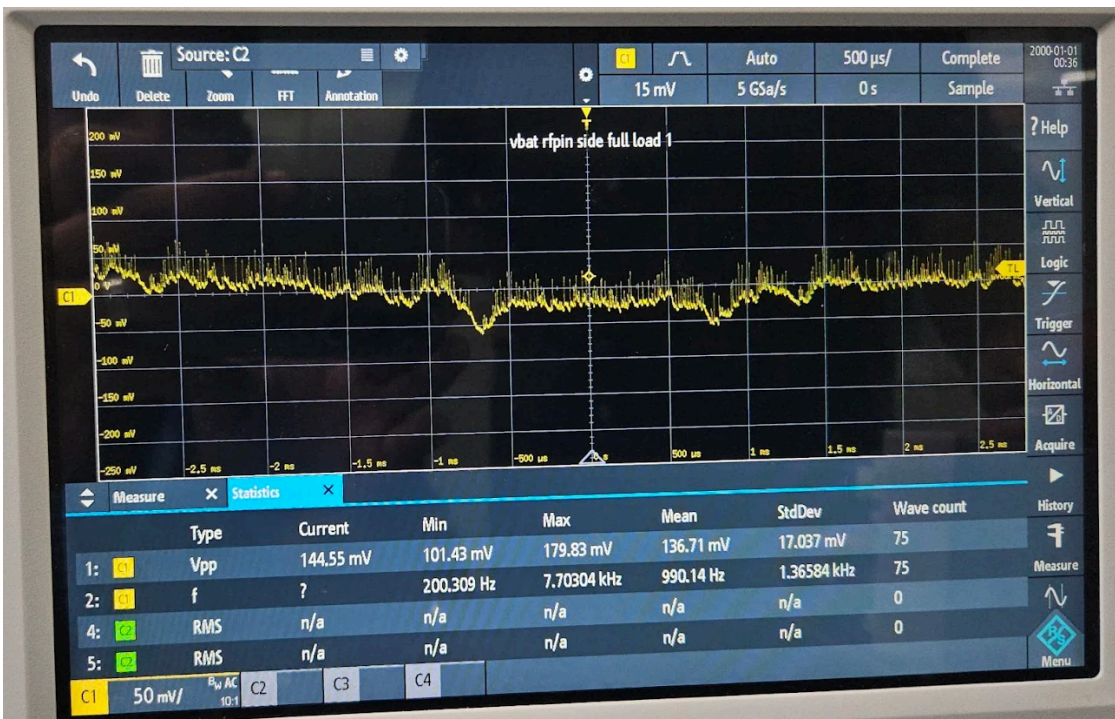 Source: C2
C1 Auto 500 µs/ Complete
2000-01-01
00:36
Undo Delete Zoom FFT Annotation
15 mV 5 GSa/s 0 s Sample
T
vbat rfpin side full load 1
200 mV
150 mV
100 mV
50 mV
0 V
C1
TL
-50 mV
-100 mV
-150 mV
-200 mV
-250 mV
-2.5 ms -2 ms -1.5 ms -1 ms -500 µs 0 s 500 µs 1 ms 1.5 ms 2 ms 2.5 ms
? Help
Vertical
Logic
Trigger
Horizontal
Acquire
History
Measure
Menu
Measure X Statistics X
Type Current Min Max Mean StdDev Wave count
1: C1 Vpp 144.55 mV 101.43 mV 179.83 mV 136.71 mV 17.037 mV 75
2: C1 f ? 200.309 Hz 7.70304 kHz 990.14 Hz 1.36584 kHz 75
4: C2 RMS n/a n/a n/a n/a n/a 0
5: C2 RMS n/a n/a n/a n/a n/a 0
C1 50 mV/ BW AC 10:1 C2 C3 C4
R&S